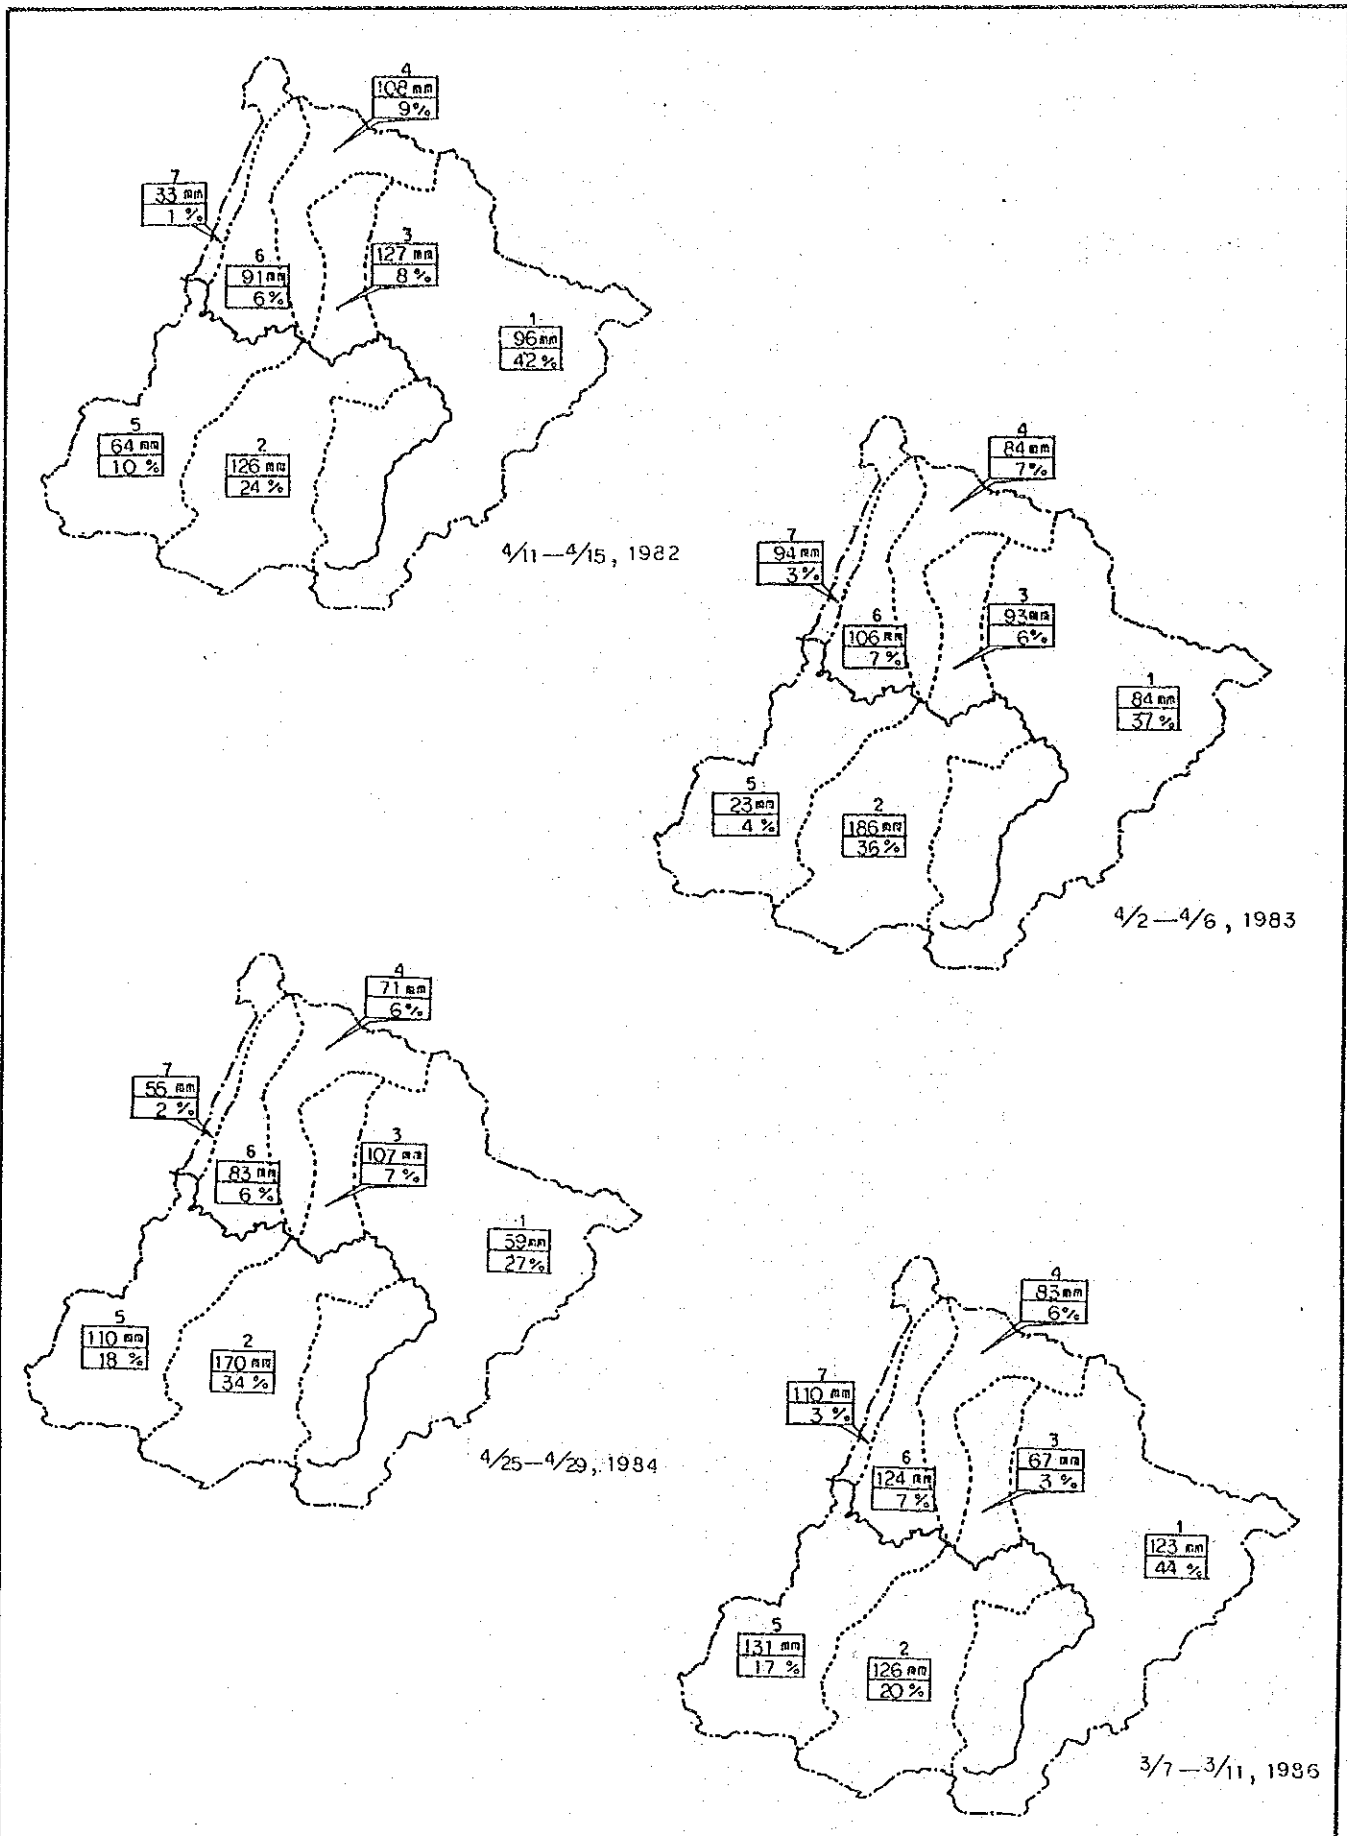 4
108 mm
9 %
7
33 mm
1 %
3
127 mm
8 %
6
91 mm
6 %
1
96 mm
42 %
5
64 mm
10 %
2
126 mm
24 %
4/11—4/15, 1982
4
84 mm
7 %
7
94 mm
3 %
3
93 mm
6 %
6
106 mm
7 %
1
84 mm
37 %
5
23 mm
4 %
2
186 mm
36 %
4/2—4/6, 1983
4
71 mm
6 %
7
55 mm
2 %
3
107 mm
7 %
6
83 mm
6 %
1
59 mm
27 %
5
110 mm
18 %
2
170 mm
34 %
4/25—4/29, 1984
4
83 mm
6 %
7
110 mm
3 %
3
67 mm
3 %
6
124 mm
7 %
1
123 mm
44 %
5
131 mm
17 %
2
126 mm
20 %
3/7—3/11, 1986